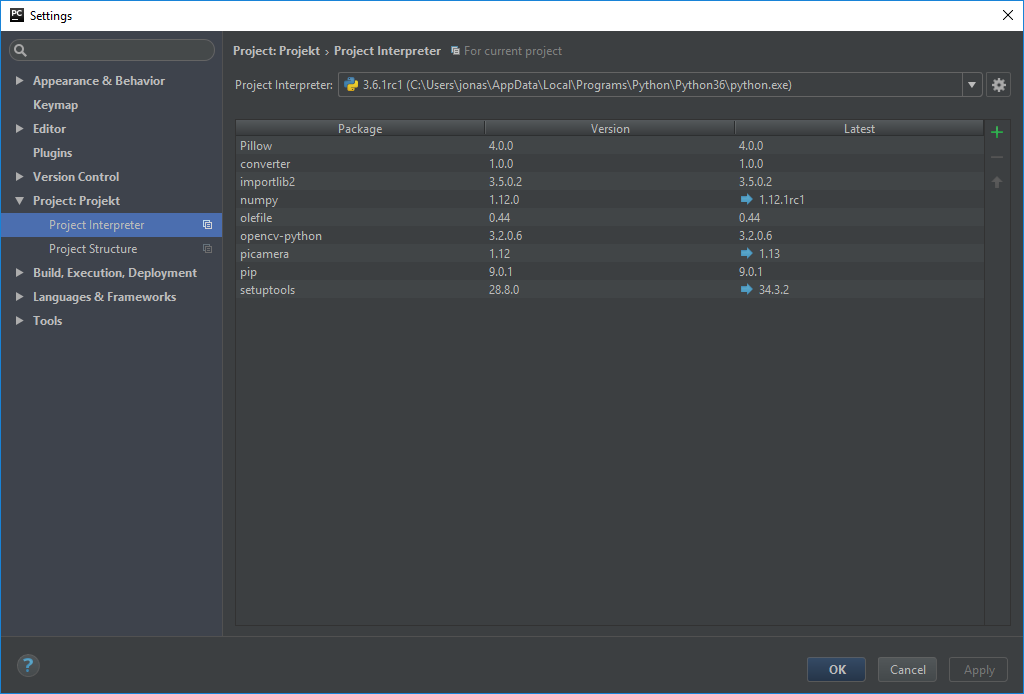 PC Settings
Project: Projekt › Project Interpreter For current project
Appearance & Behavior
Keymap
Editor
Plugins
Version Control
Project: Projekt
Project Interpreter
Project Structure
Build, Execution, Deployment
Languages & Frameworks
Tools
Project Interpreter: 3.6.1rc1 (C:\Users\jonas\AppData\Local\Programs\Python\Python36\python.exe)
Package Version Latest
Pillow 4.0.0 4.0.0
converter 1.0.0 1.0.0
importlib2 3.5.0.2 3.5.0.2
numpy 1.12.0 1.12.1rc1
olefile 0.44 0.44
opencv-python 3.2.0.6 3.2.0.6
picamera 1.12 1.13
pip 9.0.1 9.0.1
setuptools 28.8.0 34.3.2
? OK Cancel Apply